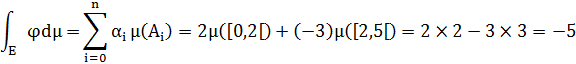 ∫_E φdμ = ∑_{i=0}^{n} α_i μ(A_i) = 2μ([0,2[) + (−3)μ([2,5[) = 2 × 2 − 3 × 3 = −5